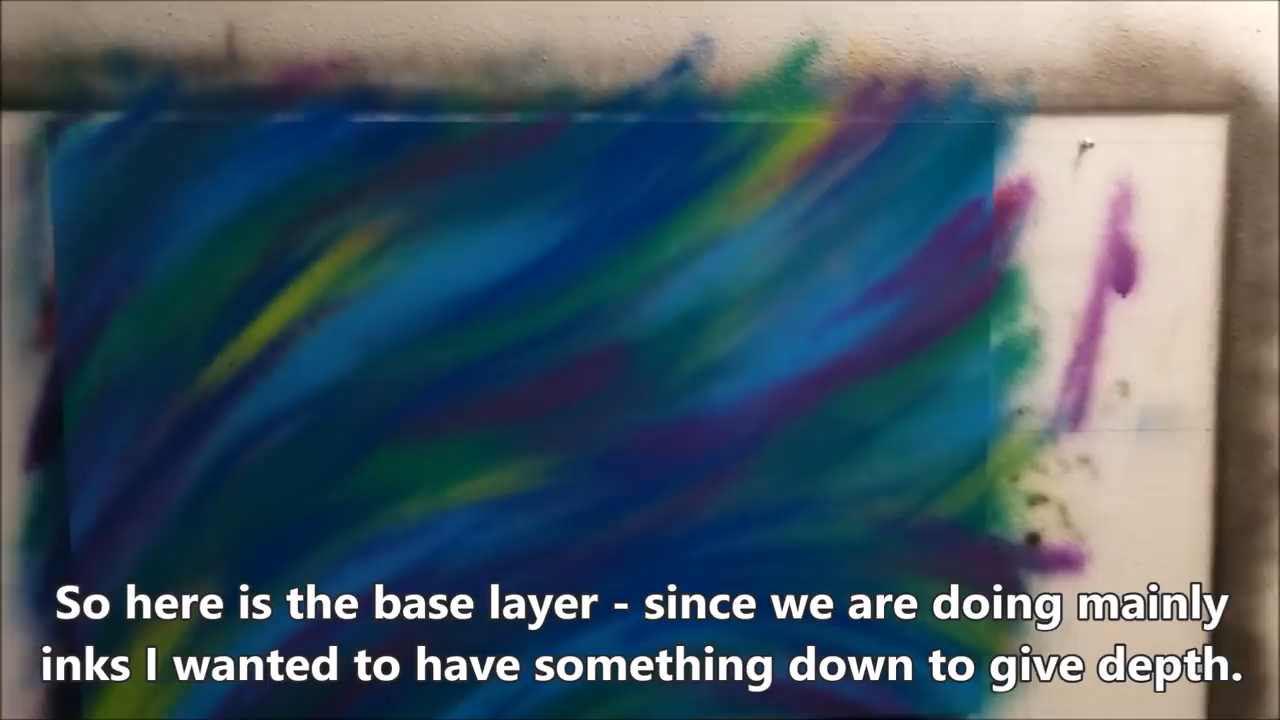 So here is the base layer - since we are doing mainly
inks I wanted to have something down to give depth.